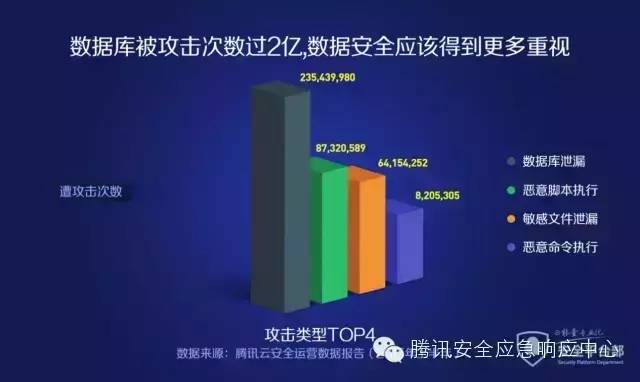 数据库被攻击次数过2亿,数据安全应该得到更多重视
235,439,980
87,320,589
64,154,252
8,205,305
遭攻击次数
数据库泄漏
恶意脚本执行
敏感文件泄漏
恶意命令执行
攻击类型TOP4
数据来源：腾讯云安全运营数据报告
腾讯安全应急响应中心
Security Platform Department